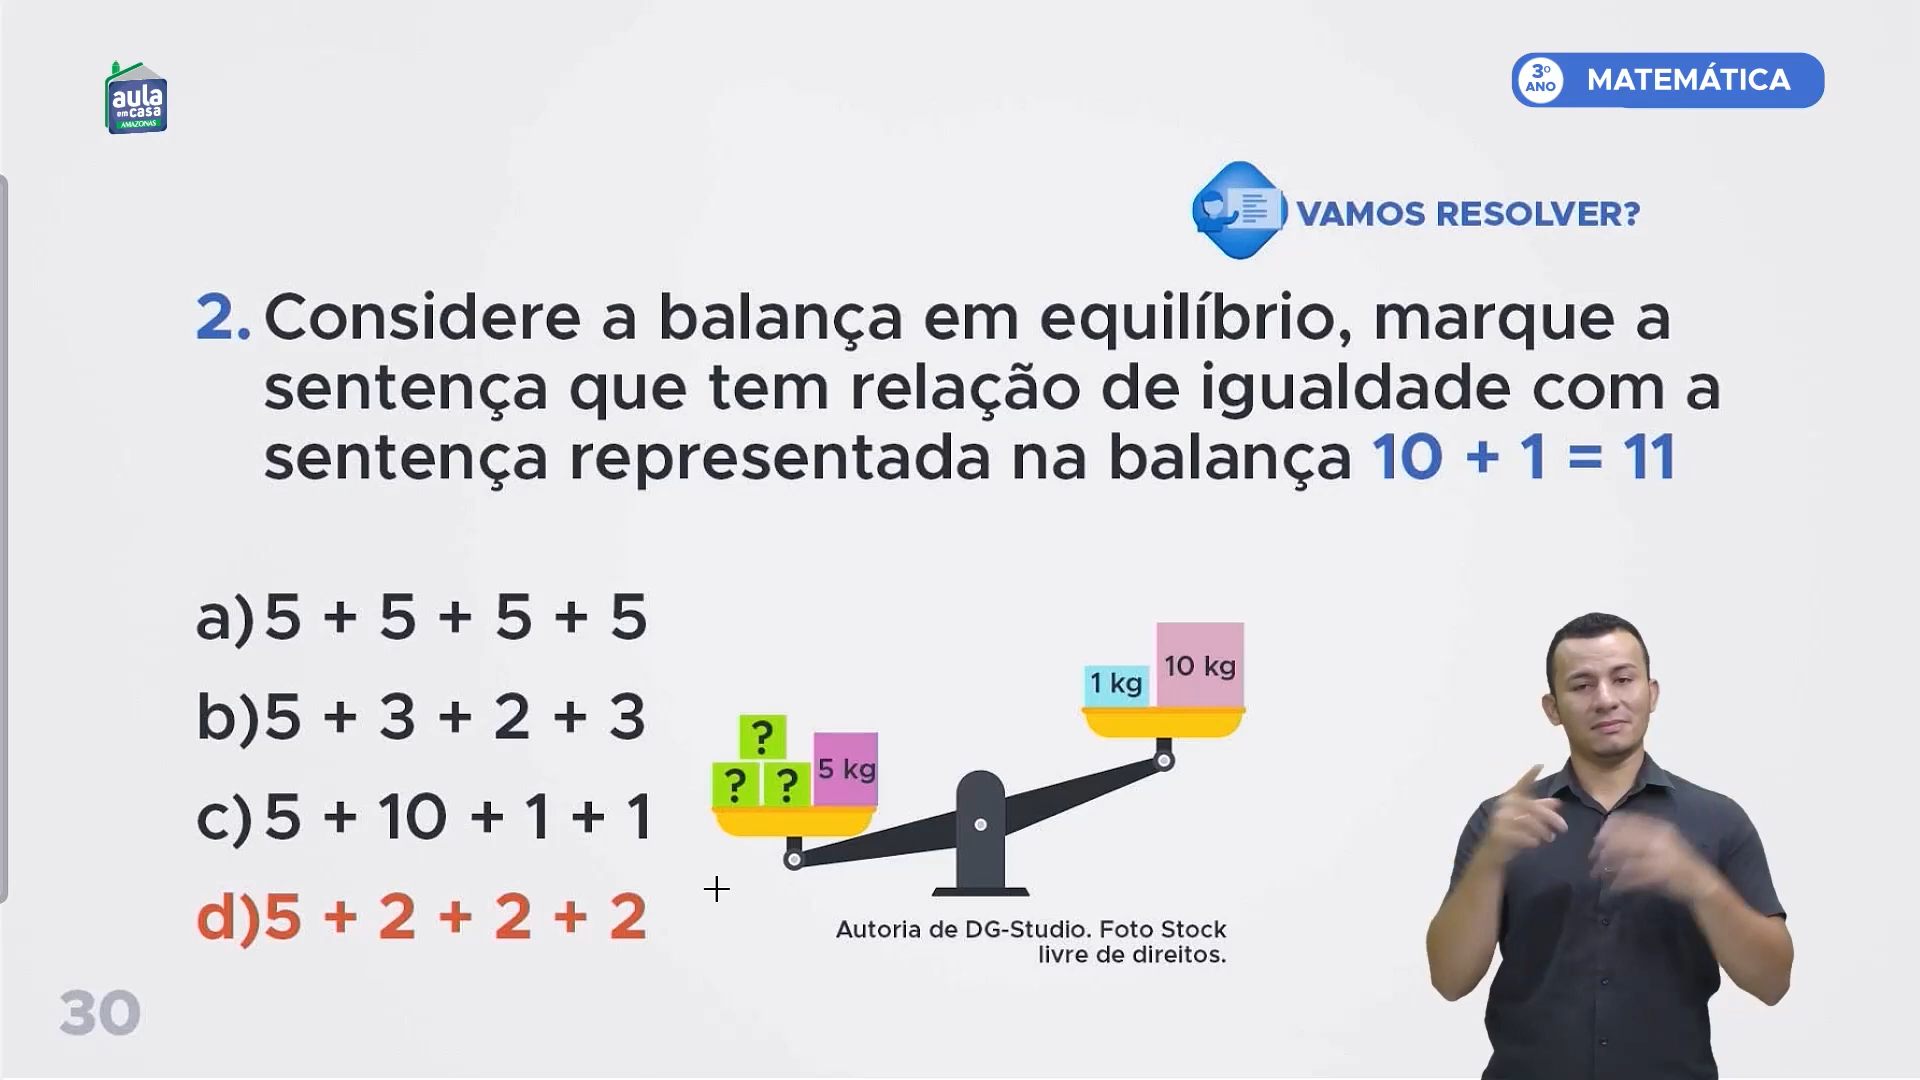 aula
em casa
AMAZONAS
3º
ANO
MATEMÁTICA
VAMOS RESOLVER?
2. Considere a balança em equilíbrio, marque a
sentença que tem relação de igualdade com a
sentença representada na balança 10 + 1 = 11
a) 5 + 5 + 5 + 5
b) 5 + 3 + 2 + 3
c) 5 + 10 + 1 + 1
d) 5 + 2 + 2 + 2
?
? ? 5 kg
1 kg 10 kg
Autoria de DG-Studio. Foto Stock
livre de direitos.
30